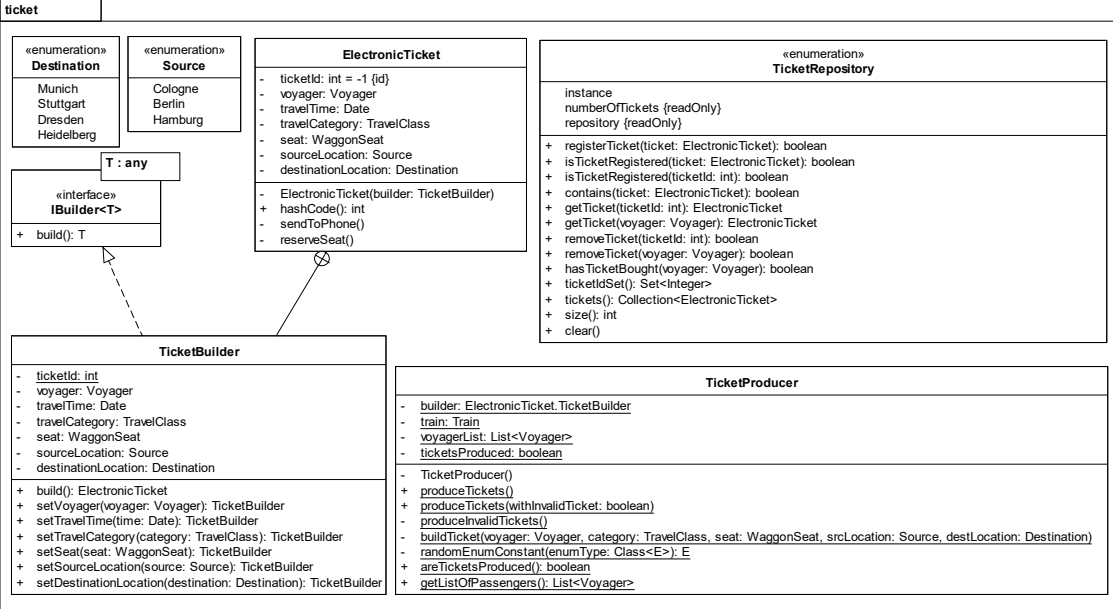 ticket
«enumeration»
Destination
Munich
Stuttgart
Dresden
Heidelberg
«enumeration»
Source
Cologne
Berlin
Hamburg
ElectronicTicket
- ticketId: int = -1 {id}
- voyager: Voyager
- travelTime: Date
- travelCategory: TravelClass
- seat: WaggonSeat
- sourceLocation: Source
- destinationLocation: Destination
- ElectronicTicket(builder: TicketBuilder)
+ hashCode(): int
- sendToPhone()
- reserveSeat()
«enumeration»
TicketRepository
instance
numberOfTickets {readOnly}
repository {readOnly}
+ registerTicket(ticket: ElectronicTicket): boolean
+ isTicketRegistered(ticket: ElectronicTicket): boolean
+ isTicketRegistered(ticketId: int): boolean
+ contains(ticket: ElectronicTicket): boolean
+ getTicket(ticketId: int): ElectronicTicket
+ getTicket(voyager: Voyager): ElectronicTicket
+ removeTicket(ticketId: int): boolean
+ removeTicket(voyager: Voyager): boolean
+ hasTicketBought(voyager: Voyager): boolean
+ ticketIdSet(): Set<Integer>
+ tickets(): Collection<ElectronicTicket>
+ size(): int
+ clear()
T : any
«interface»
IBuilder<T>
+ build(): T
TicketBuilder
- ticketId: int
- voyager: Voyager
- travelTime: Date
- travelCategory: TravelClass
- seat: WaggonSeat
- sourceLocation: Source
- destinationLocation: Destination
+ build(): ElectronicTicket
+ setVoyager(voyager: Voyager): TicketBuilder
+ setTravelTime(time: Date): TicketBuilder
+ setTravelCategory(category: TravelClass): TicketBuilder
+ setSeat(seat: WaggonSeat): TicketBuilder
+ setSourceLocation(source: Source): TicketBuilder
+ setDestinationLocation(destination: Destination): TicketBuilder
TicketProducer
- builder: ElectronicTicket.TicketBuilder
- train: Train
- voyagerList: List<Voyager>
- ticketsProduced: boolean
- TicketProducer()
+ produceTickets()
+ produceTickets(withInvalidTicket: boolean)
- produceInvalidTickets()
- buildTicket(voyager: Voyager, category: TravelClass, seat: WaggonSeat, srcLocation: Source, destLocation: Destination)
- randomEnumConstant(enumType: Class<E>): E
+ areTicketsProduced(): boolean
+ getListOfPassengers(): List<Voyager>